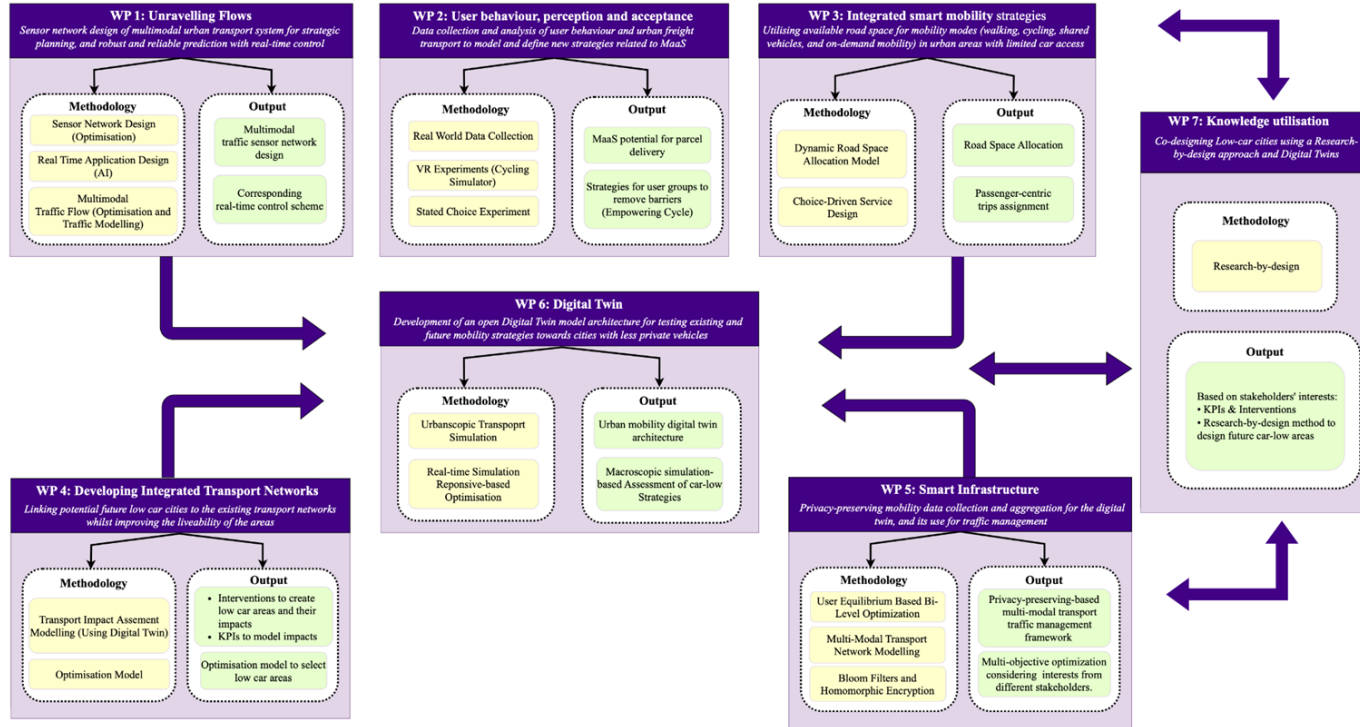 WP 1: Unravelling Flows
Sensor network design of multimodal urban transport system for strategic
planning, and robust and reliable prediction with real-time control
Methodology
Sensor Network Design
(Optimisation)
Real Time Application Design
(AI)
Multimodal
Traffic Flow (Optimisation and
Traffic Modelling)
Output
Multimodal
traffic sensor network
design
Corresponding
real-time control scheme
WP 2: User behaviour, perception and acceptance
Data collection and analysis of user behaviour and urban freight
transport to model and define new strategies related to MaaS
Methodology
Real World Data Collection
VR Experiments (Cycling
Simulator)
Stated Choice Experiment
Output
MaaS potential for parcel
delivery
Strategies for user groups to
remove barriers
(Empowering Cycle)
WP 3: Integrated smart mobility strategies
Utilising available road space for mobility modes (walking, cycling, shared
vehicles, and on-demand mobility) in urban areas with limited car access
Methodology
Dynamic Road Space
Allocation Model
Choice-Driven Service
Design
Output
Road Space Allocation
Passenger-centric
trips assignment
WP 7: Knowledge utilisation
Co-designing Low-car cities using a Research-
by-design approach and Digital Twins
Methodology
Research-by-design
Output
Based on stakeholders' interests:
• KPIs & Interventions
• Research-by-design method to
design future car-low areas
WP 6: Digital Twin
Development of an open Digital Twin model architecture for testing existing and
future mobility strategies towards cities with less private vehicles
Methodology
Urbanscopic Transpoprt
Simulation
Real-time Simulation
Reponsive-based
Optimisation
Output
Urban mobility digital twin
architecture
Macroscopic simulation-
based Assessment of car-low
Strategies
WP 4: Developing Integrated Transport Networks
Linking potential future low car cities to the existing transport networks
whilst improving the liveability of the areas
Methodology
Transport Impact Assement
Modelling (Using Digital Twin)
Optimisation Model
Output
• Interventions to create
low car areas and their
impacts
• KPIs to model impacts
Optimisation model to select
low car areas
WP 5: Smart Infrastructure
Privacy-preserving mobility data collection and aggregation for the digital
twin, and its use for traffic management
Methodology
User Equilibrium Based Bi-
Level Optimization
Multi-Modal Transport
Network Modelling
Bloom Filters and
Homomorphic Encryption
Output
Privacy-preserving-based
multi-modal transport
traffic management
framework
Multi-objective optimization
considering interests from
different stakeholders.